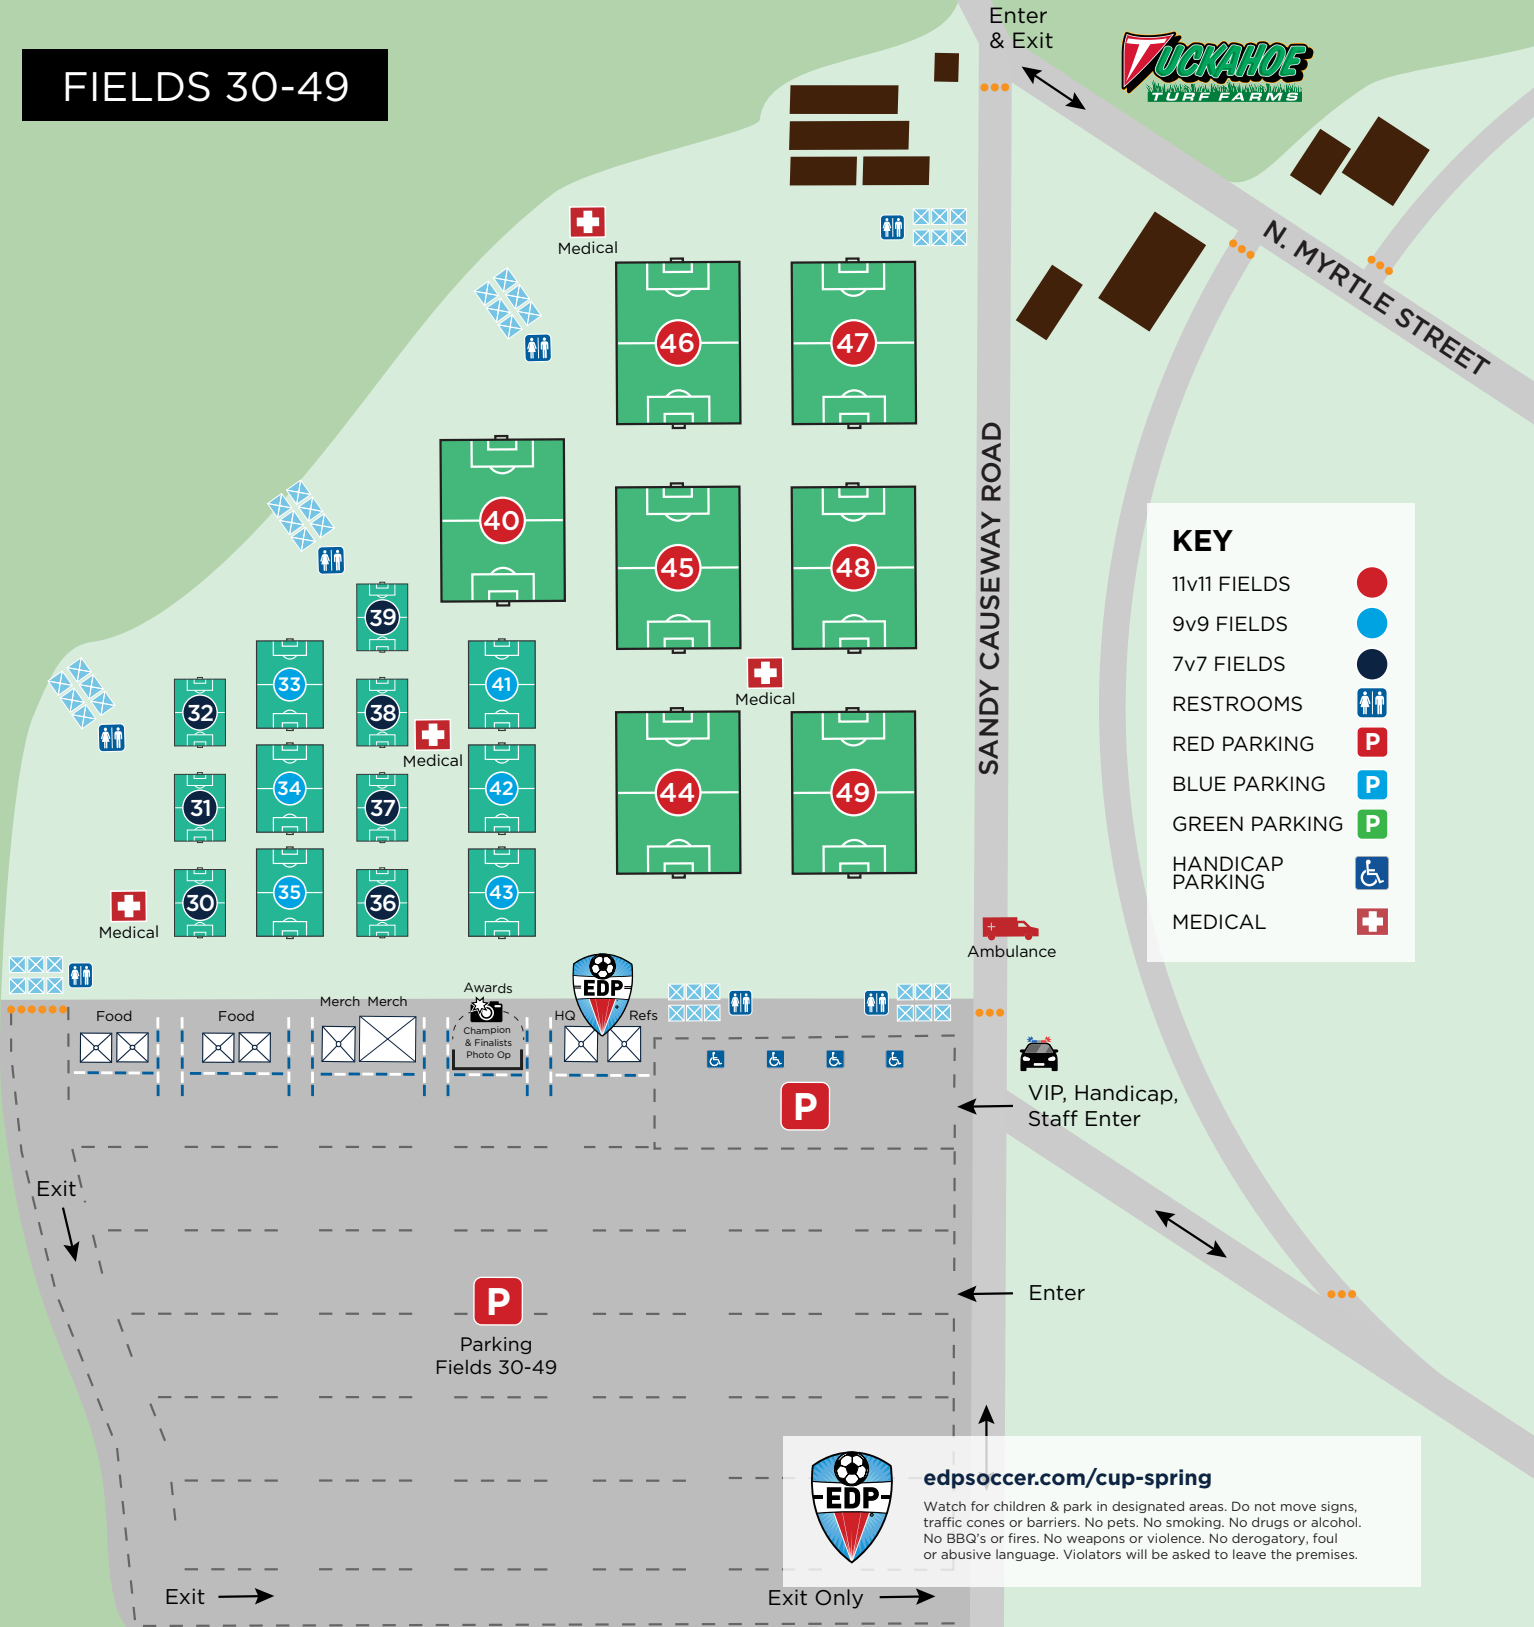 FIELDS 30-49
Enter
& Exit
TUCKAHOE
TURF FARMS
N. MYRTLE STREET
SANDY CAUSEWAY ROAD
Medical
46
47
40
45
48
39
33
41
32
38
Medical
Medical
34
42
31
37
44
49
35
43
30
36
Medical
KEY
11v11 FIELDS
9v9 FIELDS
7v7 FIELDS
RESTROOMS
RED PARKING P
BLUE PARKING P
GREEN PARKING P
HANDICAP
PARKING
MEDICAL
Ambulance
Food
Food
Merch Merch
Awards
Champion
& Finalists
Photo Op
EDP
HQ
Refs
P
VIP, Handicap,
Staff Enter
Exit
Enter
P
Parking
Fields 30-49
EDP
edpsoccer.com/cup-spring
Watch for children & park in designated areas. Do not move signs,
traffic cones or barriers. No pets. No smoking. No drugs or alcohol.
No BBQ's or fires. No weapons or violence. No derogatory, foul
or abusive language. Violators will be asked to leave the premises.
Exit
Exit Only